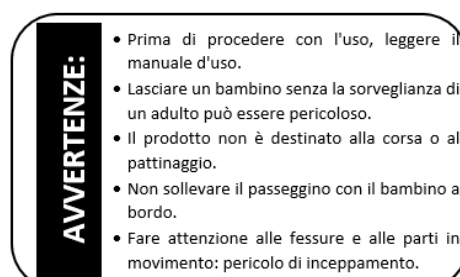 AVVERTENZE:
• Prima di procedere con l'uso, leggere il
manuale d'uso.
• Lasciare un bambino senza la sorveglianza di
un adulto può essere pericoloso.
• Il prodotto non è destinato alla corsa o al
pattinaggio.
• Non sollevare il passeggino con il bambino a
bordo.
• Fare attenzione alle fessure e alle parti in
movimento: pericolo di inceppamento.